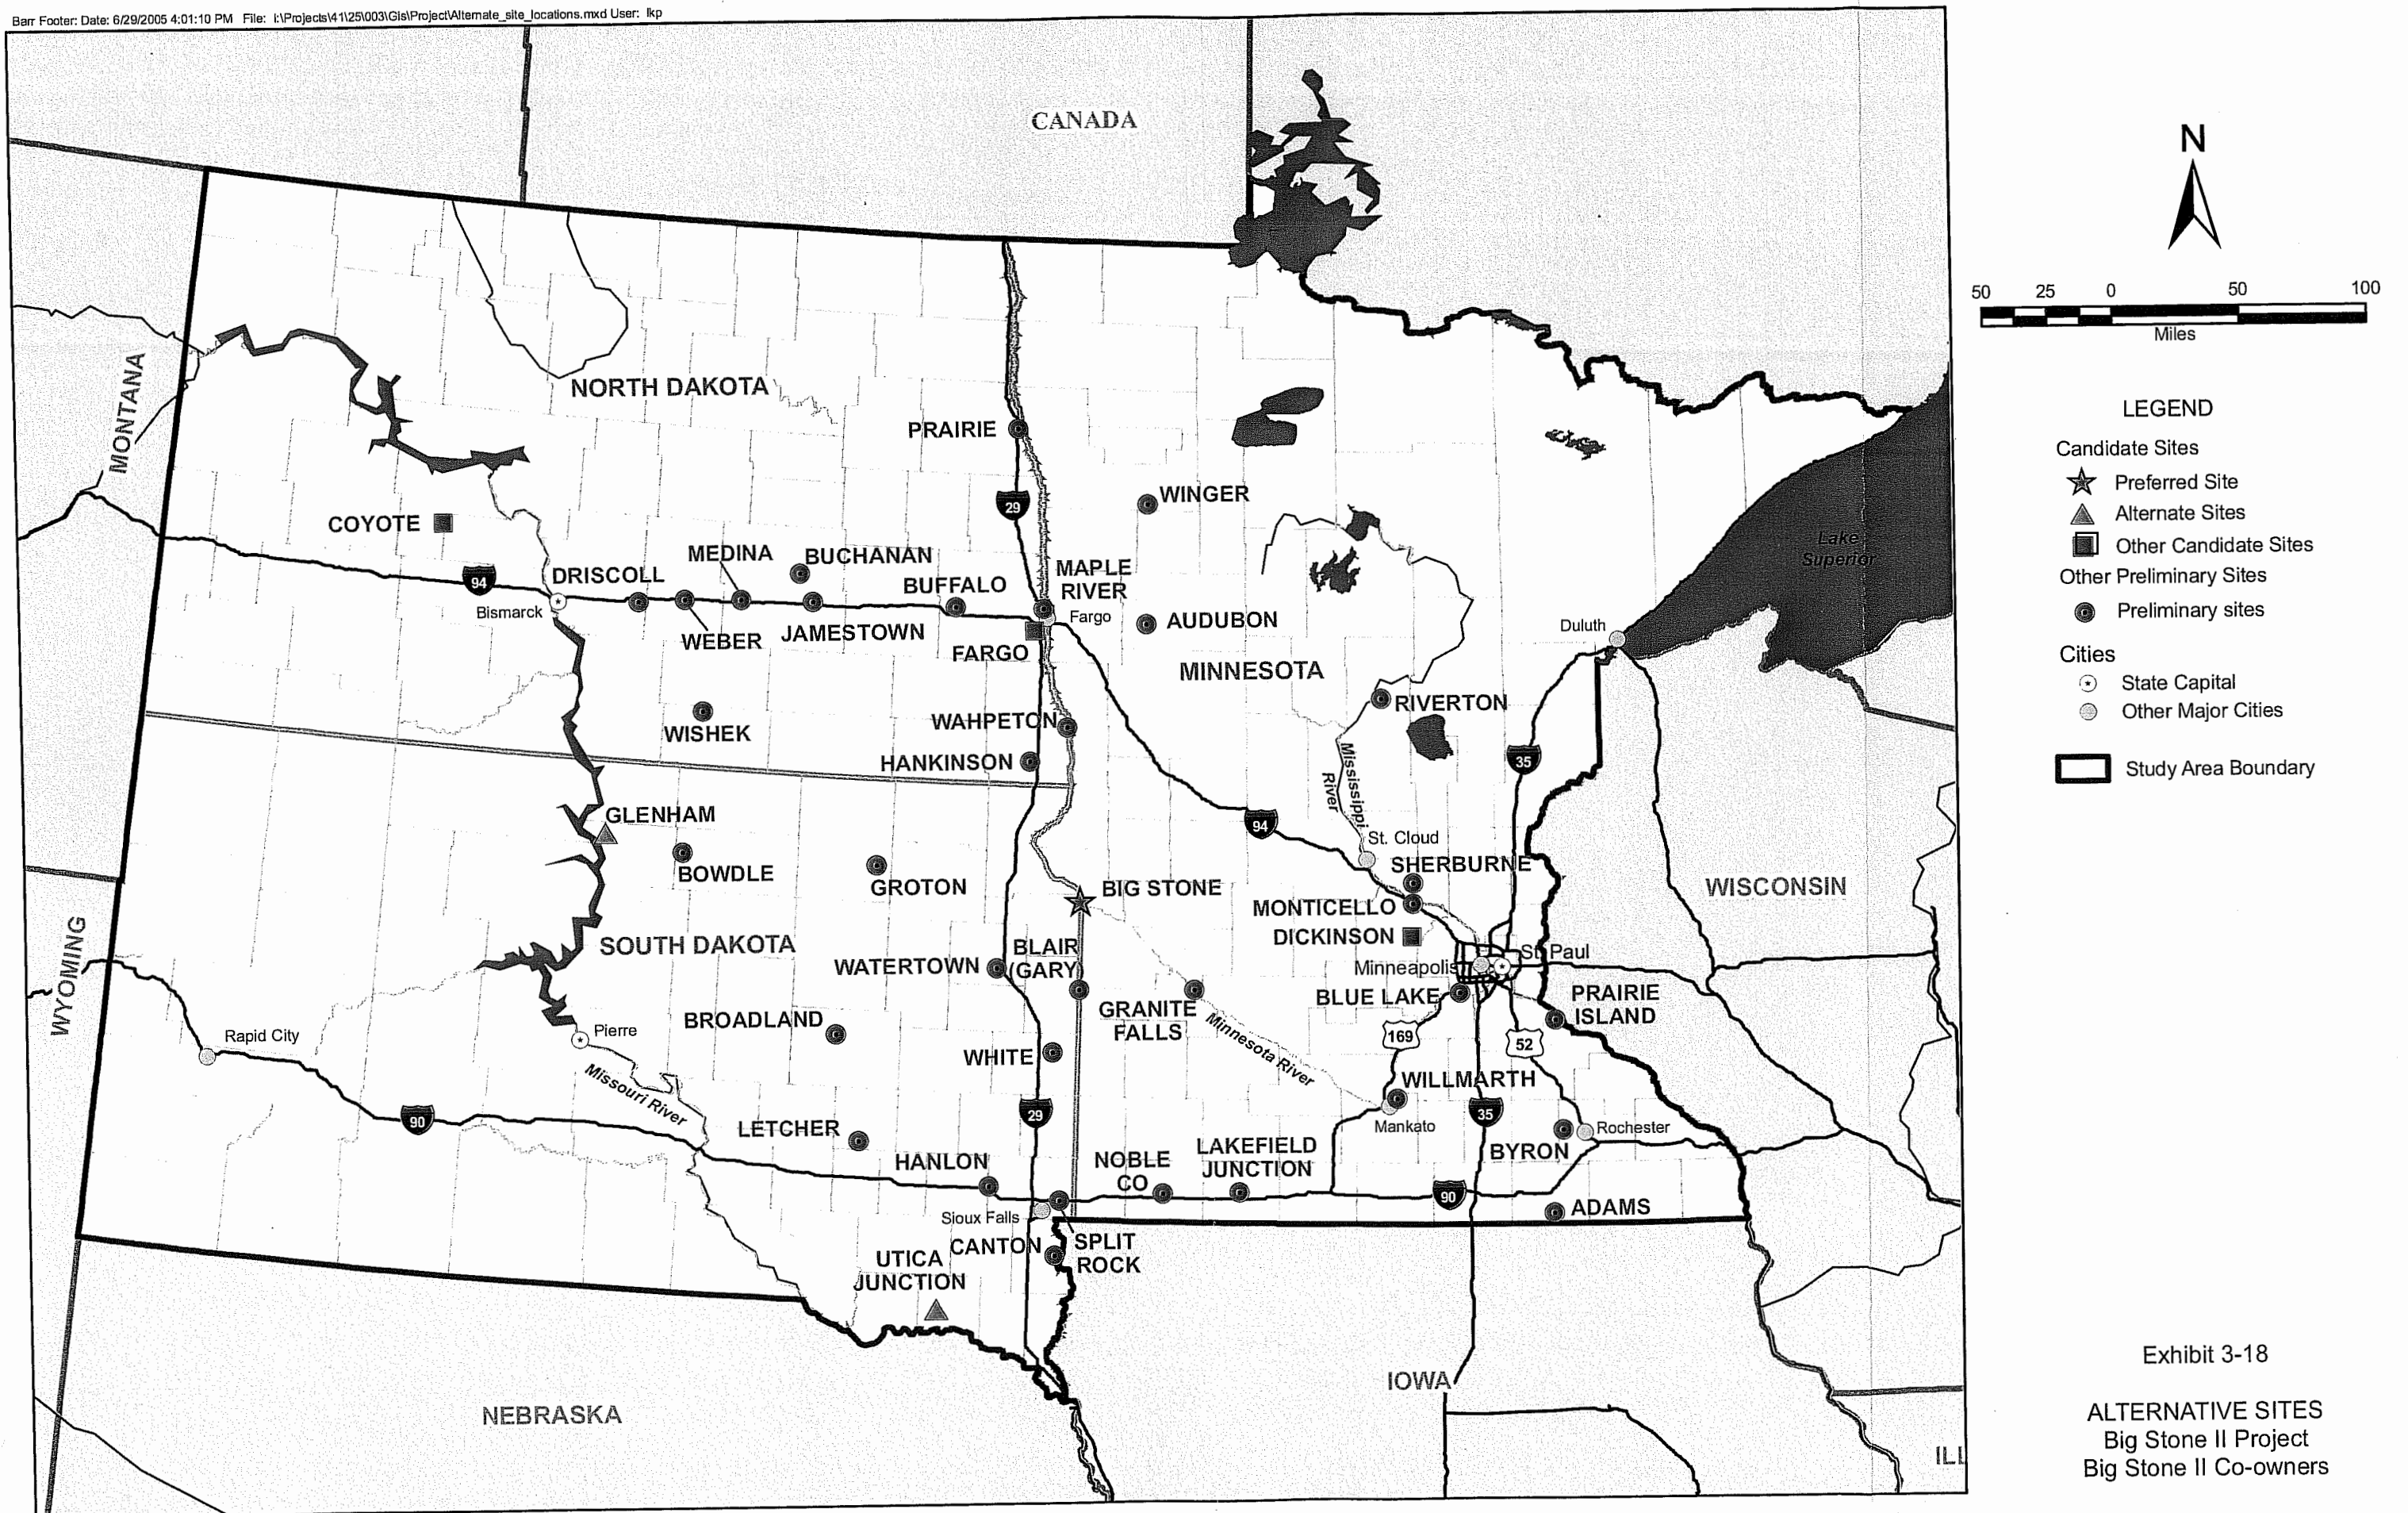 Barr Footer: Date: 6/29/2005 4:01:10 PM File: I:\Projects\41\25\003\Gis\Project\Alternate_site_locations.mxd User: lkp
CANADA
N
50 25 0 50 100
Miles
MONTANA
NORTH DAKOTA
PRAIRIE
29
WINGER
COYOTE
94
DRISCOLL
MEDINA
BUCHANAN
BUFFALO
MAPLE
RIVER
Bismarck
WEBER
JAMESTOWN
Fargo
FARGO
AUDUBON
MINNESOTA
Duluth
Lake
Superior
WISHEK
WAHPETON
HANKINSON
RIVERTON
Mississippi
River
35
94
GLENHAM
BOWDLE
GROTON
BIG STONE
St. Cloud
SHERBURNE
MONTICELLO
DICKINSON
WISCONSIN
WYOMING
SOUTH DAKOTA
WATERTOWN
BLAIR
(GARY)
Minneapolis
St. Paul
BLUE LAKE
GRANITE
FALLS
PRAIRIE
ISLAND
Rapid City
Pierre
BROADLAND
WHITE
Minnesota River
169
52
Missouri River
90
29
WILLMARTH
35
Mankato
LETCHER
Rochester
BYRON
HANLON
NOBLE
CO
LAKEFIELD
JUNCTION
90
ADAMS
Sioux Falls
CANTON
SPLIT
ROCK
UTICA
JUNCTION
NEBRASKA
IOWA
ILL
LEGEND
Candidate Sites
Preferred Site
Alternate Sites
Other Candidate Sites
Other Preliminary Sites
Preliminary sites
Cities
State Capital
Other Major Cities
Study Area Boundary
Exhibit 3-18
ALTERNATIVE SITES
Big Stone II Project
Big Stone II Co-owners